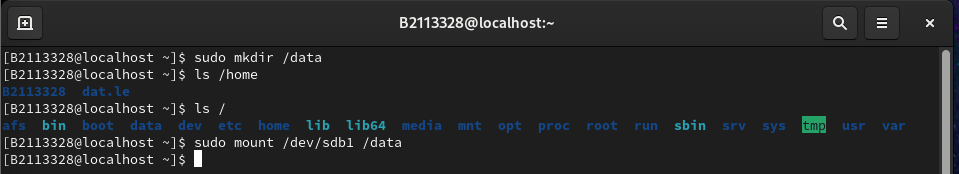 B2113328@localhost:~
[B2113328@localhost ~]$ sudo mkdir /data
[B2113328@localhost ~]$ ls /home
B2113328  dat.le
[B2113328@localhost ~]$ ls /
afs  bin  boot  data  dev  etc  home  lib  lib64  media  mnt  opt  proc  root  run  sbin  srv  sys  tmp  usr  var
[B2113328@localhost ~]$ sudo mount /dev/sdb1 /data
[B2113328@localhost ~]$